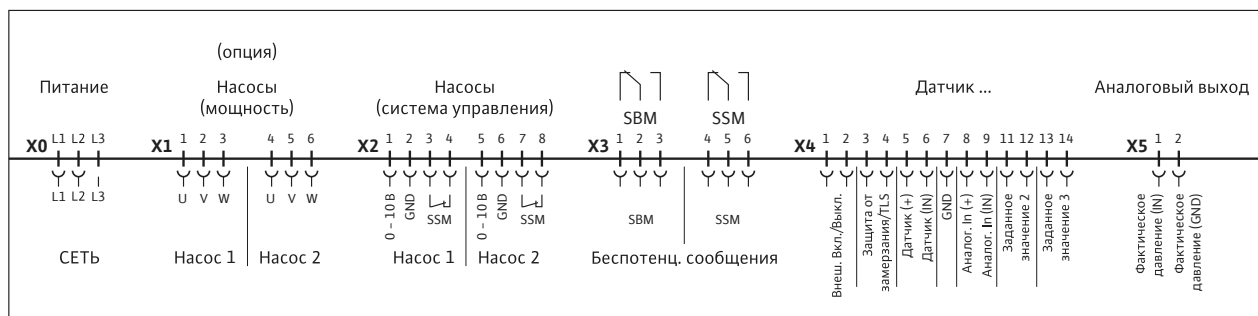 (опция)
Питание Насосы Насосы Датчик ... Аналоговый выход
(мощность) (система управления) SBM SSM
X0 L1 L2 L3 X1 1 2 3 4 5 6 X2 1 2 3 4 5 6 7 8 X3 1 2 3 4 5 6 X4 1 2 3 4 5 6 7 8 9 11 12 13 14 X5 1 2
L1 L2 L3 U V W U V W
0 – 10 В
GND
SSM
0 – 10 В
GND
SSM
SBM
SSM
Внеш. Вкл./Выкл.
Защита от
замерзания/TLS
Датчик (+)
Датчик (IN)
GND
Аналог. In (+)
Аналог. In (IN)
Заданное
значение 2
Заданное
значение 3
Фактическое
давление (IN)
Фактическое
давление (GND)
СЕТЬ Насос 1 Насос 2 Насос 1 Насос 2 Беспотенц. сообщения